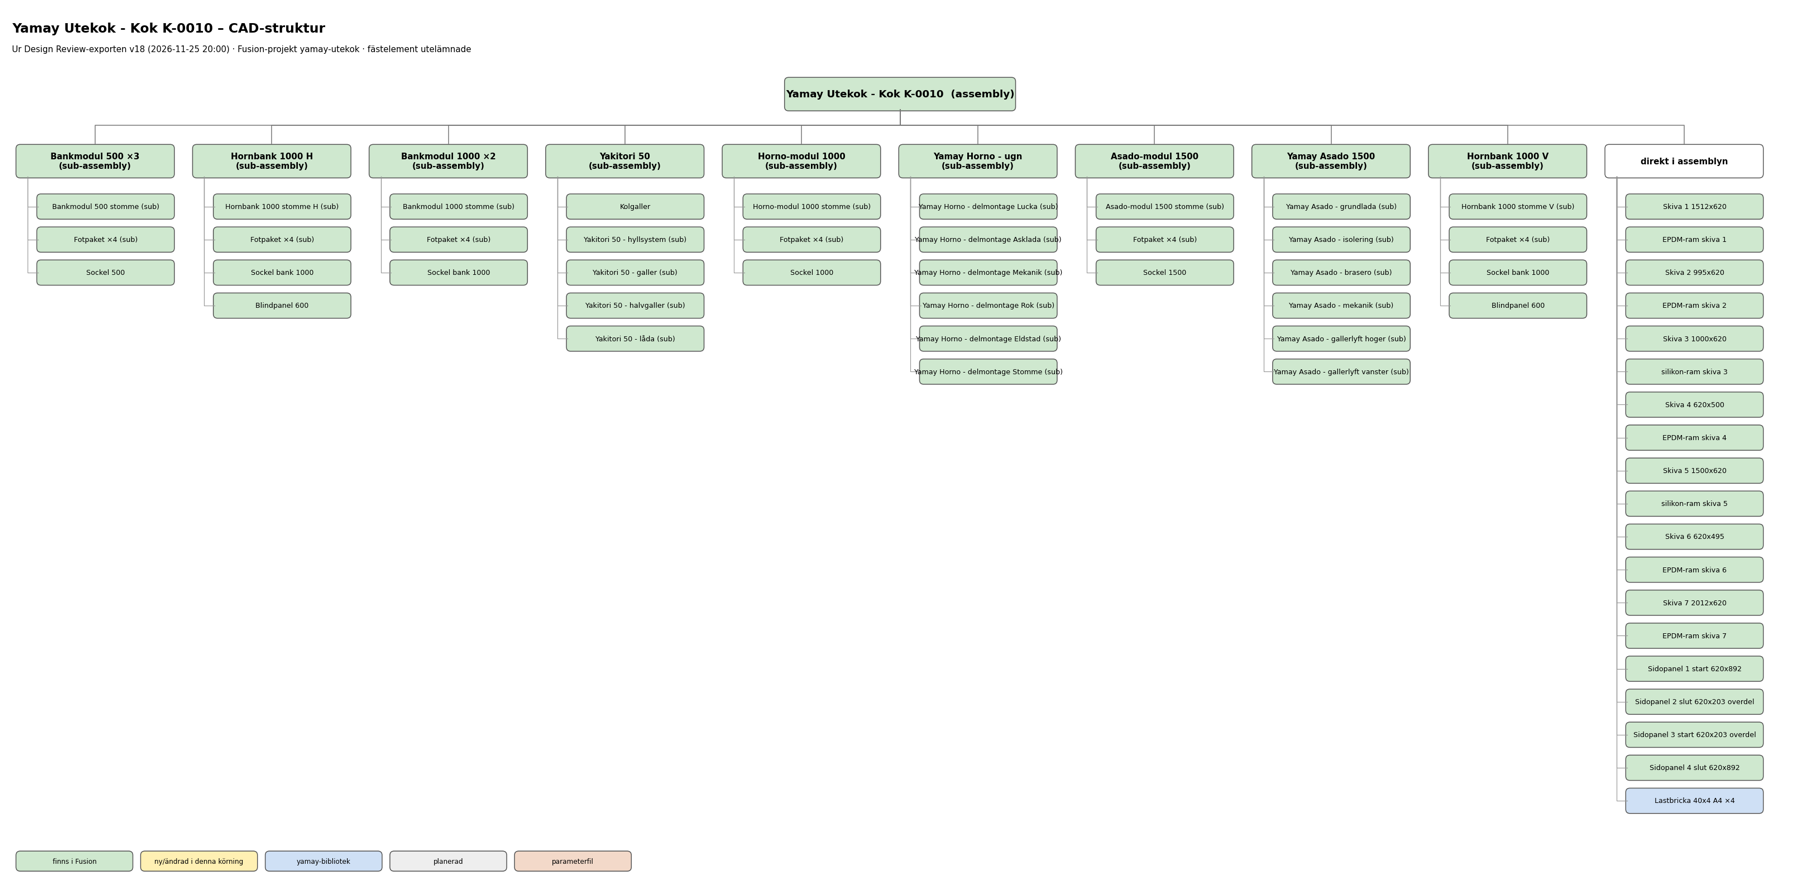 Yamay Utekok - Kok K-0010 – CAD-struktur
Ur Design Review-exporten v18 (2026-11-25 20:00) · Fusion-projekt yamay-utekok · fästelement utelämnade
Yamay Utekok - Kok K-0010  (assembly)
Bankmodul 500 ×3
(sub-assembly)
Bankmodul 500 stomme (sub)
Fotpaket ×4 (sub)
Sockel 500
Hornbank 1000 H
(sub-assembly)
Hornbank 1000 stomme H (sub)
Fotpaket ×4 (sub)
Sockel bank 1000
Blindpanel 600
Bankmodul 1000 ×2
(sub-assembly)
Bankmodul 1000 stomme (sub)
Fotpaket ×4 (sub)
Sockel bank 1000
Yakitori 50
(sub-assembly)
Kolgaller
Yakitori 50 - hyllsystem (sub)
Yakitori 50 - galler (sub)
Yakitori 50 - halvgaller (sub)
Yakitori 50 - låda (sub)
Horno-modul 1000
(sub-assembly)
Horno-modul 1000 stomme (sub)
Fotpaket ×4 (sub)
Sockel 1000
Yamay Horno - ugn
(sub-assembly)
Yamay Horno - delmontage Lucka (sub)
Yamay Horno - delmontage Asklada (sub)
Yamay Horno - delmontage Mekanik (sub)
Yamay Horno - delmontage Rok (sub)
Yamay Horno - delmontage Eldstad (sub)
Yamay Horno - delmontage Stomme (sub)
Asado-modul 1500
(sub-assembly)
Asado-modul 1500 stomme (sub)
Fotpaket ×4 (sub)
Sockel 1500
Yamay Asado 1500
(sub-assembly)
Yamay Asado - grundlada (sub)
Yamay Asado - isolering (sub)
Yamay Asado - brasero (sub)
Yamay Asado - mekanik (sub)
Yamay Asado - gallerlyft hoger (sub)
Yamay Asado - gallerlyft vanster (sub)
Hornbank 1000 V
(sub-assembly)
Hornbank 1000 stomme V (sub)
Fotpaket ×4 (sub)
Sockel bank 1000
Blindpanel 600
direkt i assemblyn
Skiva 1 1512x620
EPDM-ram skiva 1
Skiva 2 995x620
EPDM-ram skiva 2
Skiva 3 1000x620
silikon-ram skiva 3
Skiva 4 620x500
EPDM-ram skiva 4
Skiva 5 1500x620
silikon-ram skiva 5
Skiva 6 620x495
EPDM-ram skiva 6
Skiva 7 2012x620
EPDM-ram skiva 7
Sidopanel 1 start 620x892
Sidopanel 2 slut 620x203 overdel
Sidopanel 3 start 620x203 overdel
Sidopanel 4 slut 620x892
Lastbricka 40x4 A4 ×4
finns i Fusion
ny/ändrad i denna körning
yamay-bibliotek
planerad
parameterfil